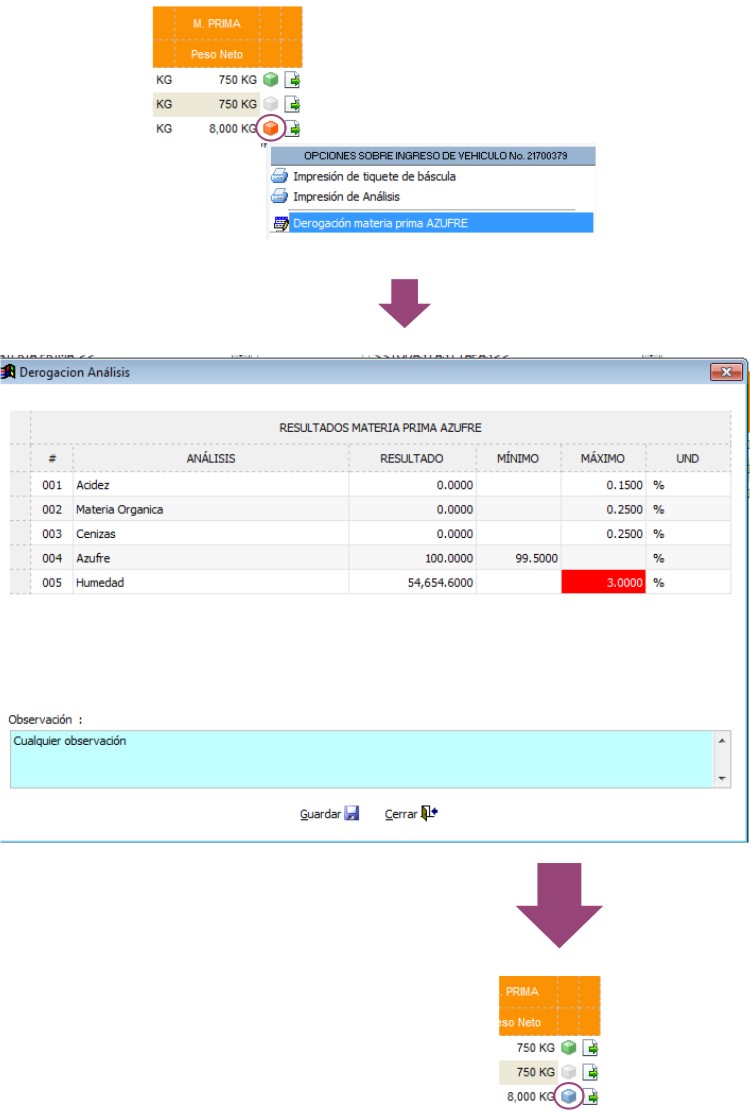 M. PRIMA
Peso Neto
KG 750 KG
KG 750 KG
KG 8,000 KG
OPCIONES SOBRE INGRESO DE VEHICULO No. 21700379
Impresión de tiquete de báscula
Impresión de Análisis
Derogación materia prima AZUFRE
Derogacion Análisis
RESULTADOS MATERIA PRIMA AZUFRE
# ANÁLISIS RESULTADO MÍNIMO MÁXIMO UND
001 Acidez 0.0000 0.1500 %
002 Materia Organica 0.0000 0.2500 %
003 Cenizas 0.0000 0.2500 %
004 Azufre 100.0000 99.5000 %
005 Humedad 54,654.6000 3.0000 %
Observación :
Cualquier observación
Guardar Cerrar
. PRIMA
eso Neto
750 KG
750 KG
8,000 KG